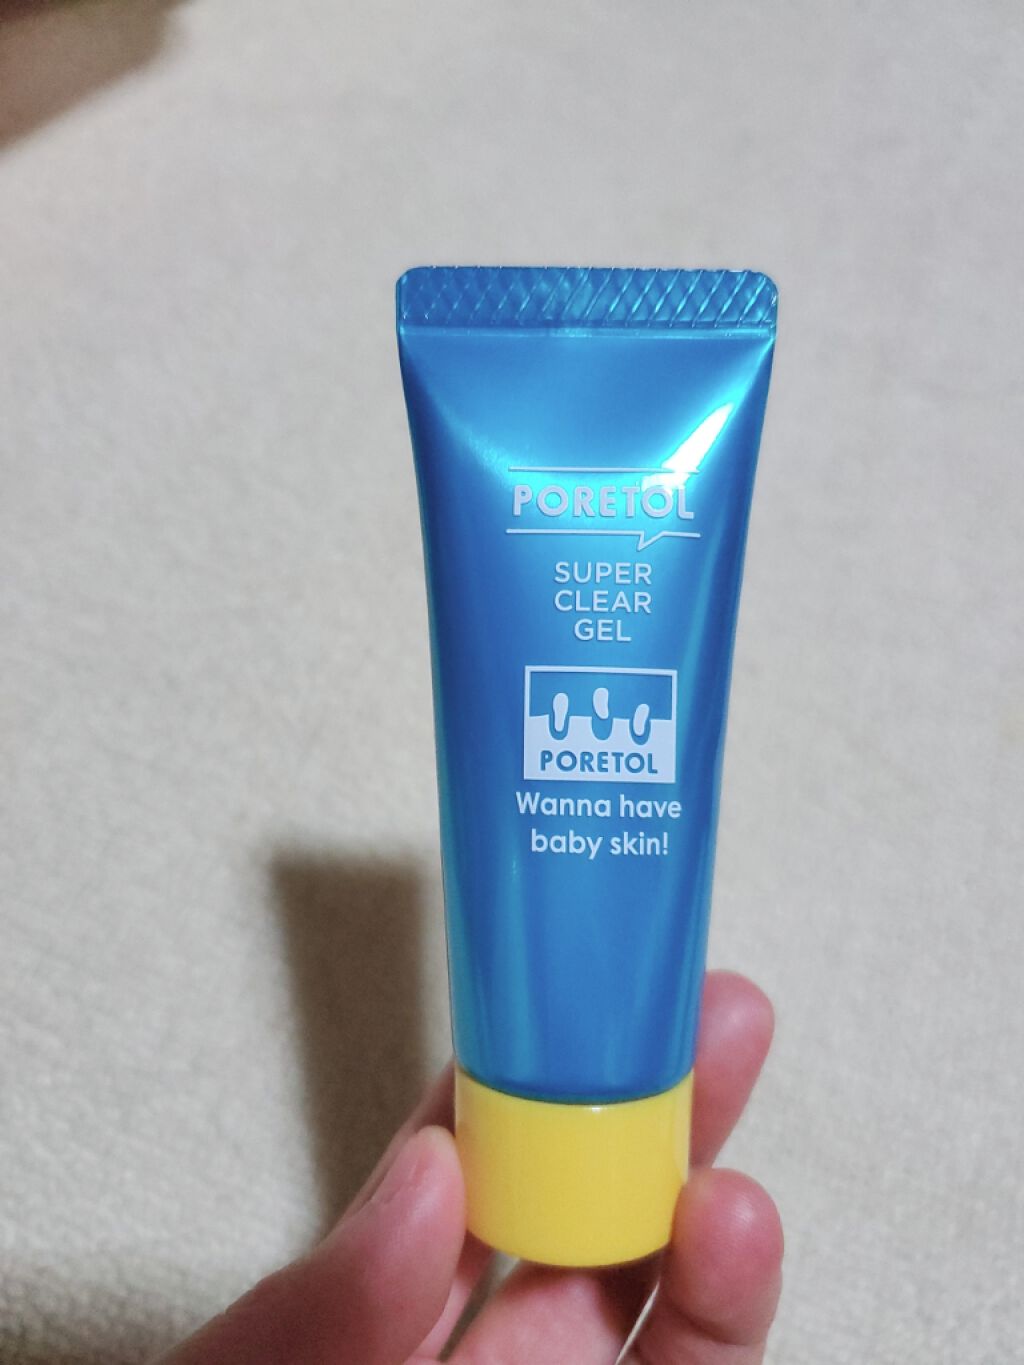 PORETOL
SUPER
CLEAR
GEL
PORETOL
Wanna have
baby skin!